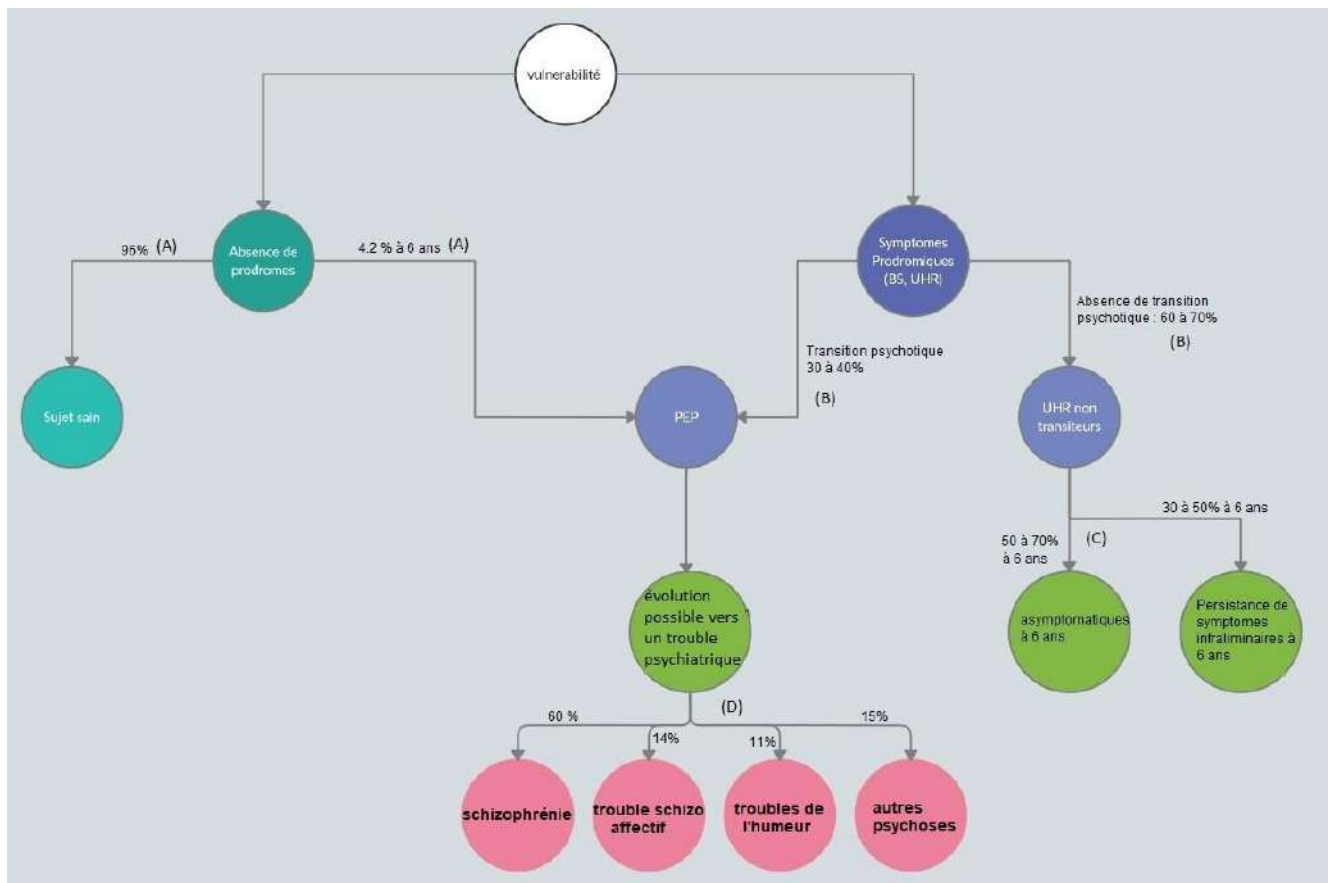 vulnerabilité
95% (A)
Absence de
prodromes
4.2 % à 6 ans (A)
Symptomes
Prodromiques
(BS, UHR)
Absence de transition
psychotique : 60 à 70%
(B)
Transition psychotique
30 à 40%
(B)
Sujet sain
PEP
UHR non
transiteurs
30 à 50% à 6 ans
50 à 70%
à 6 ans
(C)
évolution
possible vers
un trouble
psychiatrique
asymptomatiques
à 6 ans
Persistance de
symptomes
infraliminaires à
6 ans
(D)
60 %
14%
11%
15%
schizophrénie
trouble schizo
affectif
troubles de
l'humeur
autres
psychoses